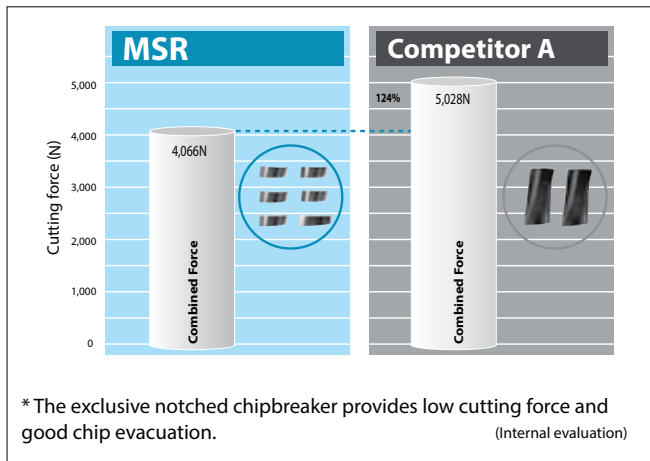 MSR
Competitor A
Cutting force (N)
5,000
4,000
3,000
2,000
1,000
0
4,066N
Combined Force
124%
5,028N
Combined Force
* The exclusive notched chipbreaker provides low cutting force and
good chip evacuation.
(Internal evaluation)